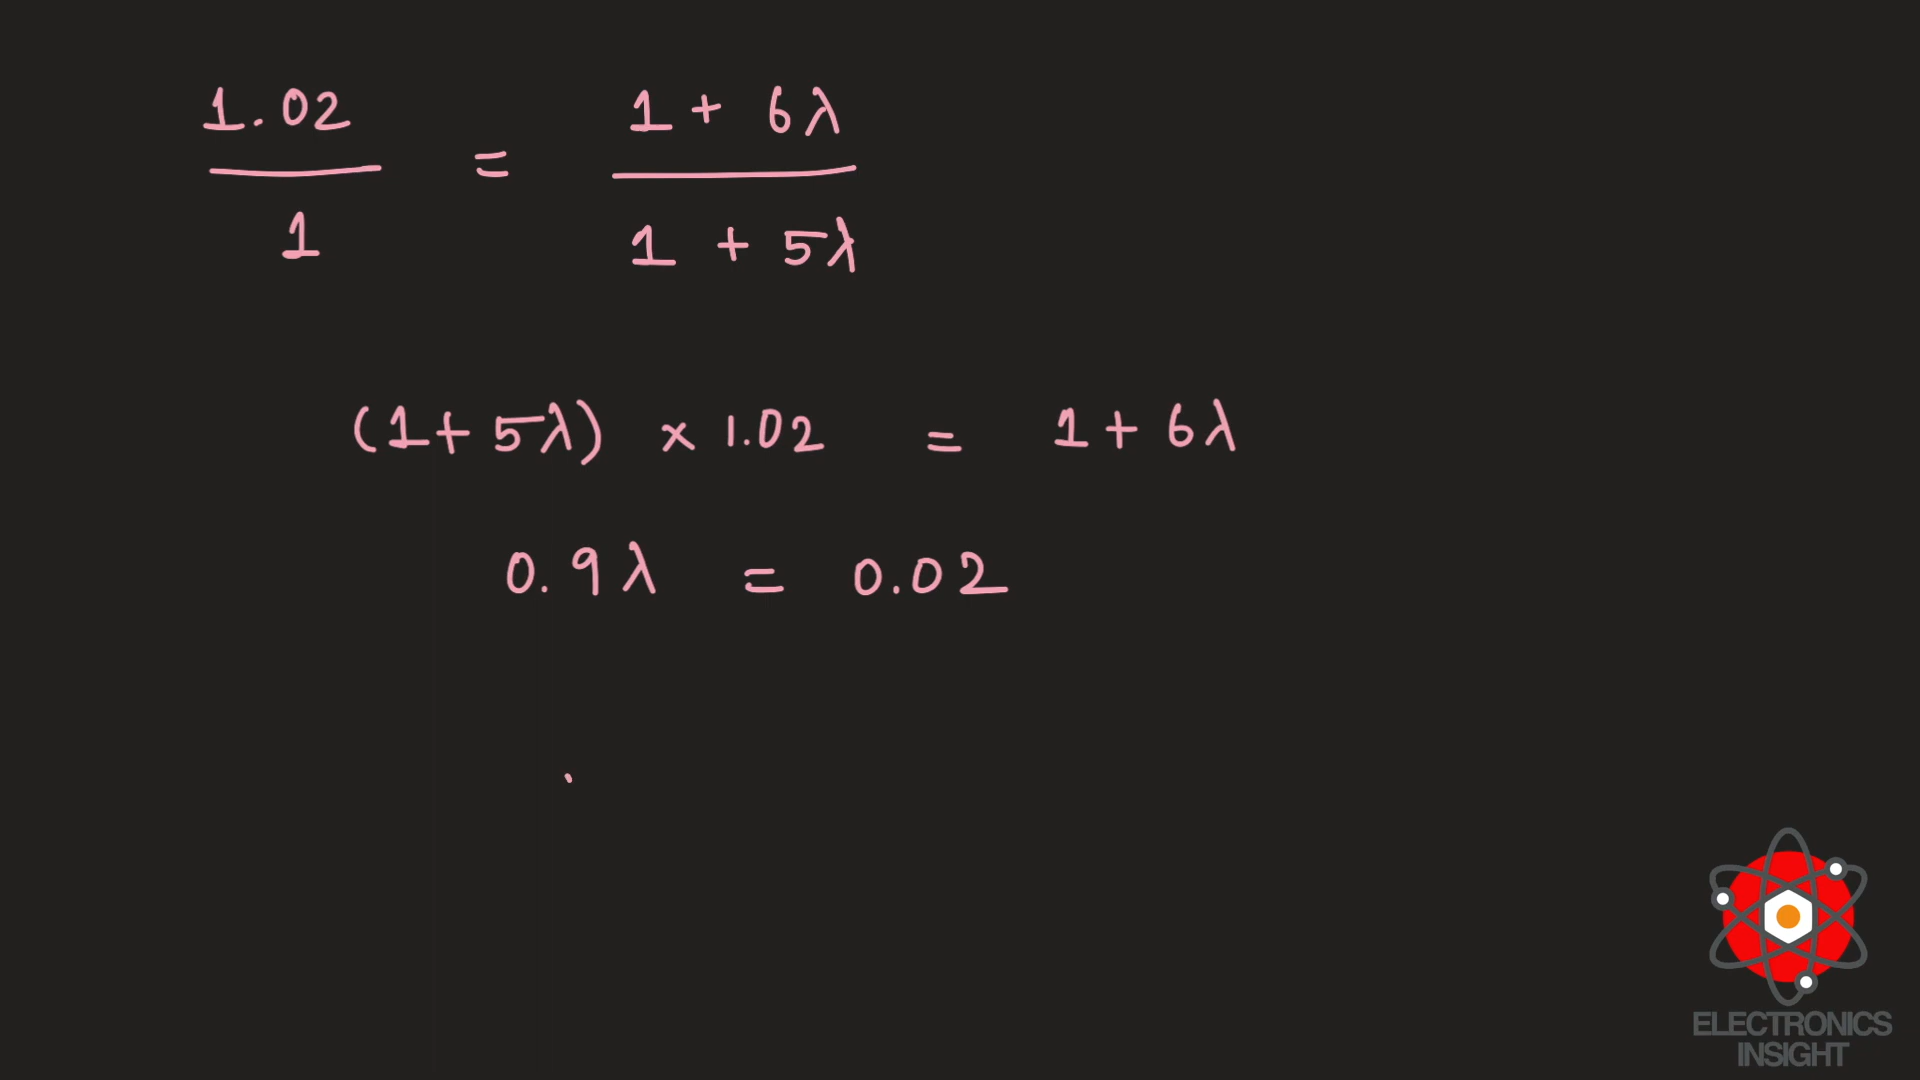 1.02 / 1 = 1 + 6λ / 1 + 5λ
(1 + 5λ) × 1.02 = 1 + 6λ
0.9λ = 0.02
ELECTRONICS
INSIGHT